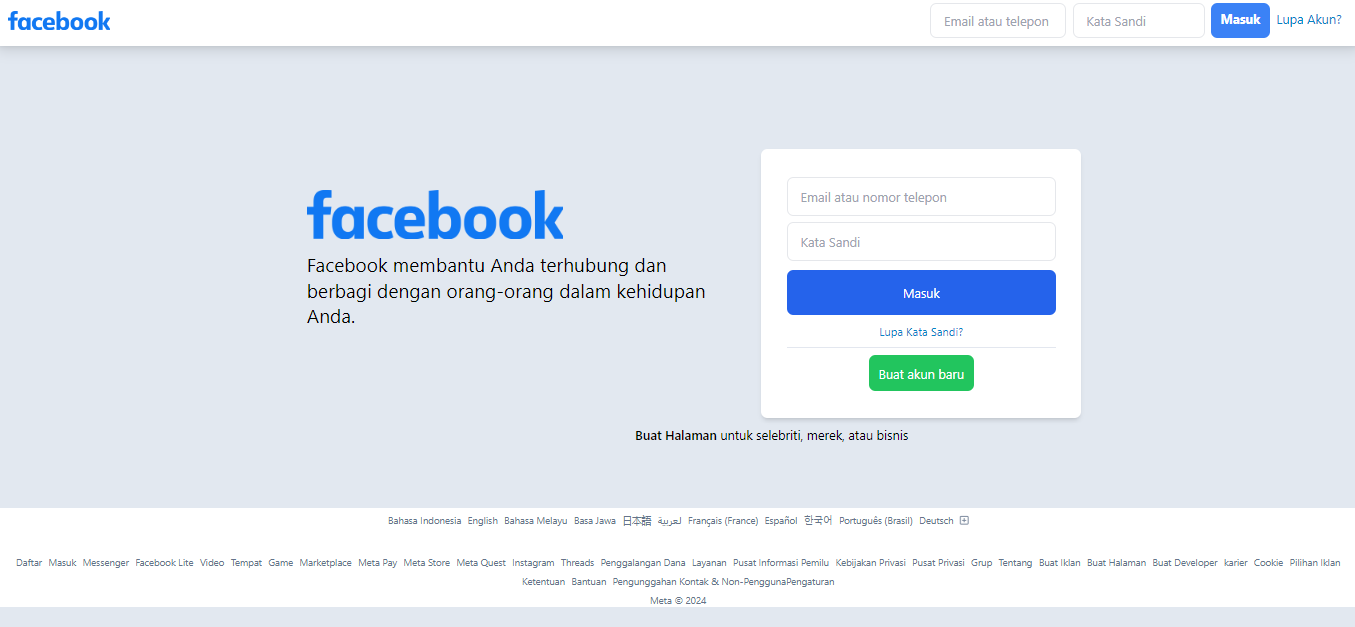 facebook Email atau telepon Kata Sandi Masuk Lupa Akun?
facebook
Facebook membantu Anda terhubung dan
berbagi dengan orang-orang dalam kehidupan
Anda.
Email atau nomor telepon
Kata Sandi
Masuk
Lupa Kata Sandi?
Buat akun baru
Buat Halaman untuk selebriti, merek, atau bisnis
Bahasa Indonesia English Bahasa Melayu Basa Jawa 日本語 لعربية Français (France) Español 한국어 Português (Brasil) Deutsch
Daftar Masuk Messenger Facebook Lite Video Tempat Game Marketplace Meta Pay Meta Store Meta Quest Instagram Threads Penggalangan Dana Layanan Pusat Informasi Pemilu Kebijakan Privasi Pusat Privasi Grup Tentang Buat Iklan Buat Halaman Buat Developer karier Cookie Pilihan Iklan
Ketentuan Bantuan Pengunggahan Kontak & Non-PenggunaPengaturan
Meta © 2024